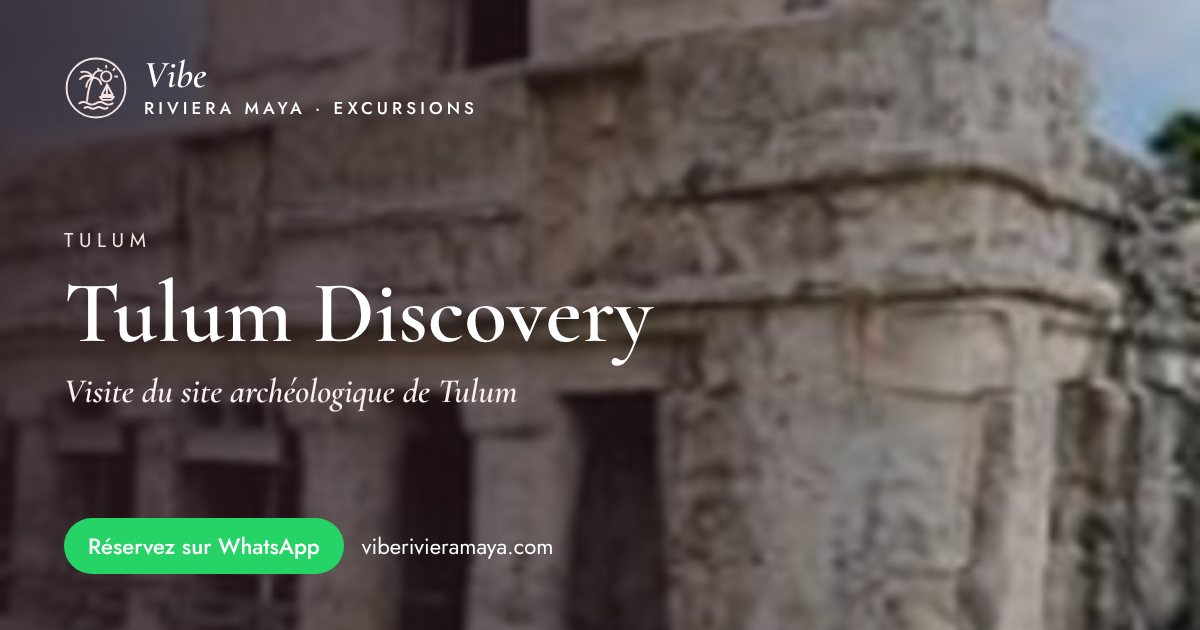 Vibe
RIVIERA MAYA · EXCURSIONS
TULUM
Tulum Discovery
Visite du site archéologique de Tulum
Réservez sur WhatsApp
viberivieramaya.com